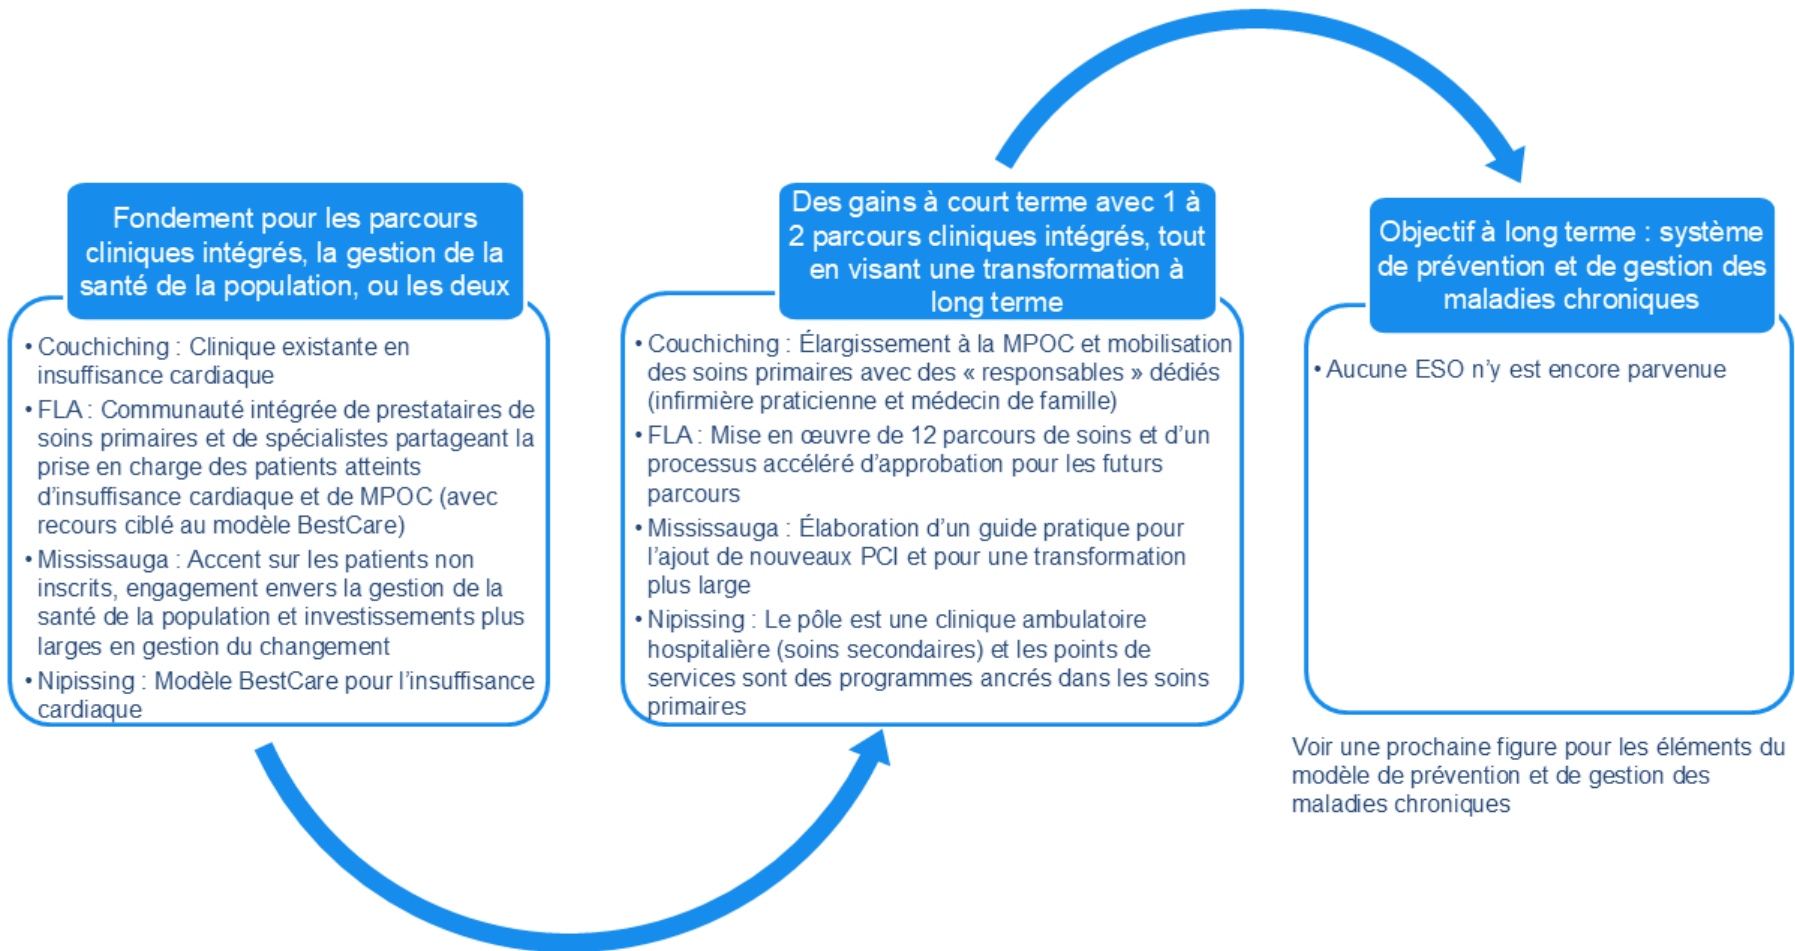 Fondement pour les parcours
cliniques intégrés, la gestion de la
santé de la population, ou les deux
• Couchiching : Clinique existante en
insuffisance cardiaque
• FLA : Communauté intégrée de prestataires de
soins primaires et de spécialistes partageant la
prise en charge des patients atteints
d’insuffisance cardiaque et de MPOC (avec
recours ciblé au modèle BestCare)
• Mississauga : Accent sur les patients non
inscrits, engagement envers la gestion de la
santé de la population et investissements plus
larges en gestion du changement
• Nipissing : Modèle BestCare pour l’insuffisance
cardiaque
Des gains à court terme avec 1 à
2 parcours cliniques intégrés, tout
en visant une transformation à
long terme
• Couchiching : Élargissement à la MPOC et mobilisation
des soins primaires avec des « responsables » dédiés
(infirmière praticienne et médecin de famille)
• FLA : Mise en œuvre de 12 parcours de soins et d’un
processus accéléré d’approbation pour les futurs
parcours
• Mississauga : Élaboration d’un guide pratique pour
l’ajout de nouveaux PCI et pour une transformation
plus large
• Nipissing : Le pôle est une clinique ambulatoire
hospitalière (soins secondaires) et les points de
services sont des programmes ancrés dans les soins
primaires
Objectif à long terme : système
de prévention et de gestion des
maladies chroniques
• Aucune ESO n’y est encore parvenue
Voir une prochaine figure pour les éléments du
modèle de prévention et de gestion des
maladies chroniques